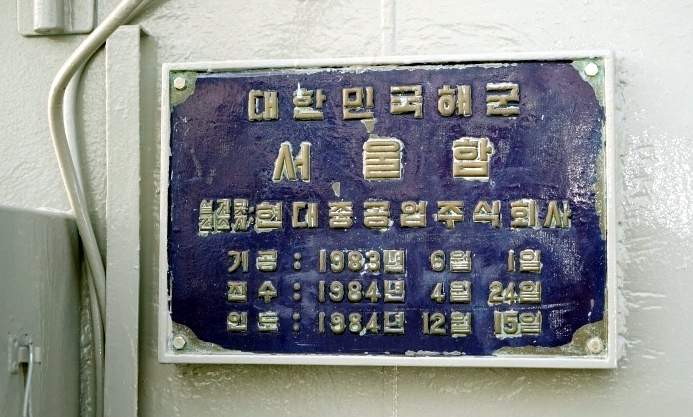 대한민국해군
서울함
현대중공업주식회사
기공 : 1983년 6월 1일
진수 : 1984년 4월 24일
인도 : 1984년 12월 15일